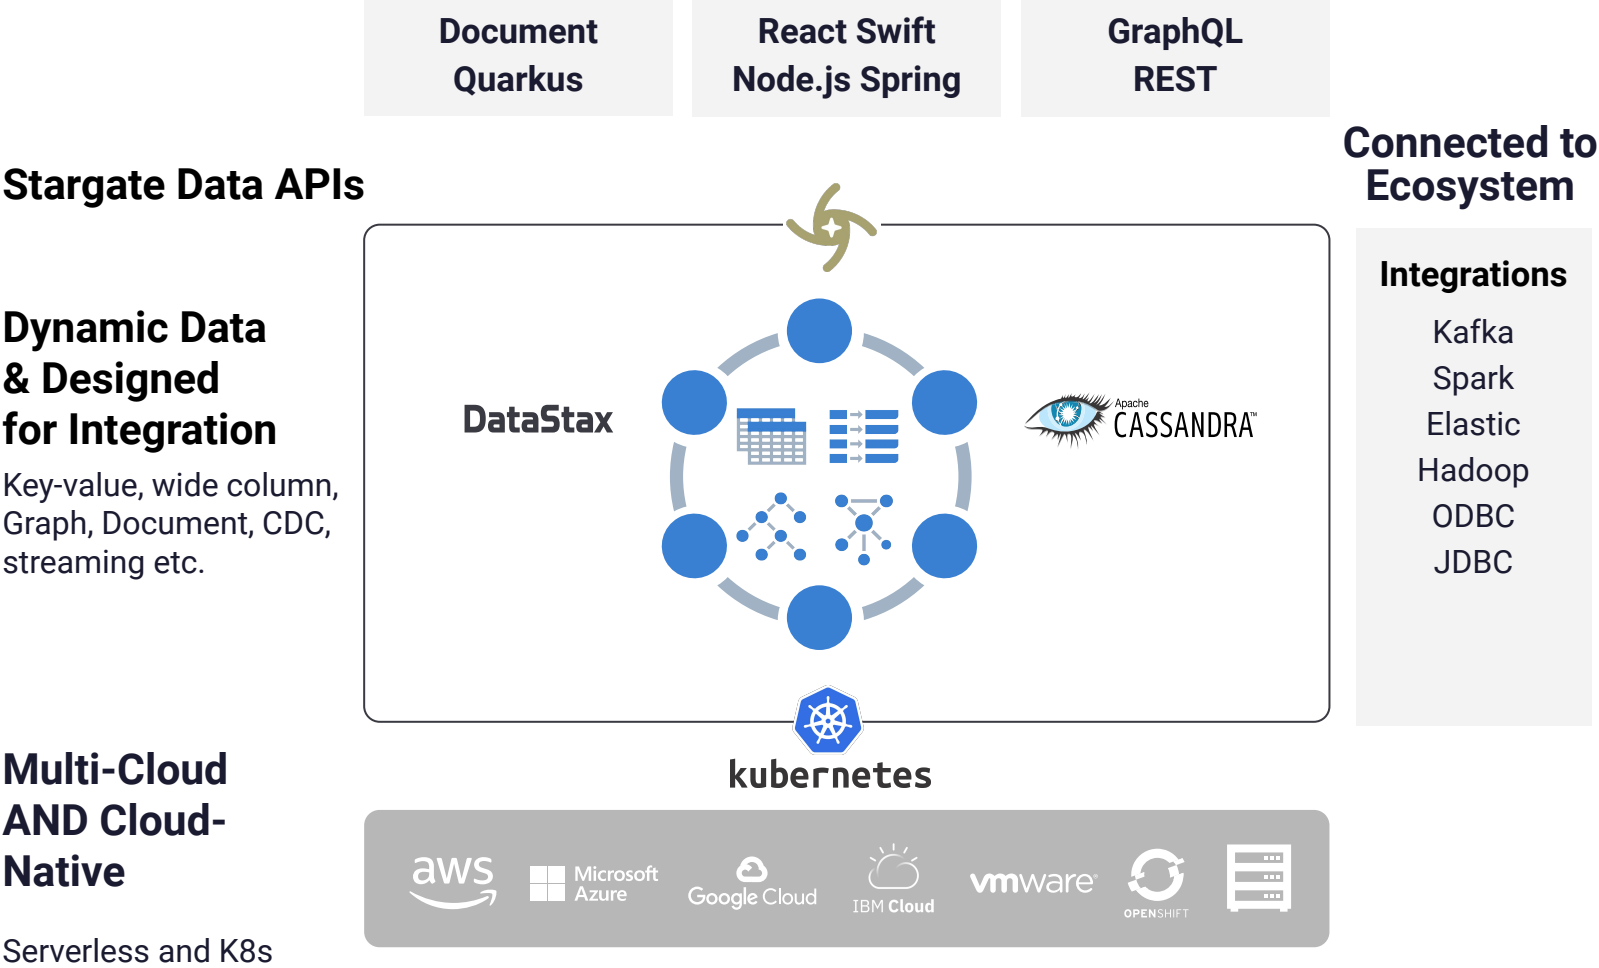 Document
Quarkus
React Swift
Node.js Spring
GraphQL
REST
Connected to
Ecosystem
Stargate Data APIs
Integrations
Kafka
Spark
Elastic
Hadoop
ODBC
JDBC
Dynamic Data
& Designed
for Integration
Key-value, wide column,
Graph, Document, CDC,
streaming etc.
DataStax
Apache
CASSANDRA™
kubernetes
Multi-Cloud
AND Cloud-
Native
Serverless and K8s
aws
Microsoft
Azure
Google Cloud
IBM Cloud
vmware®
OPENSHIFT